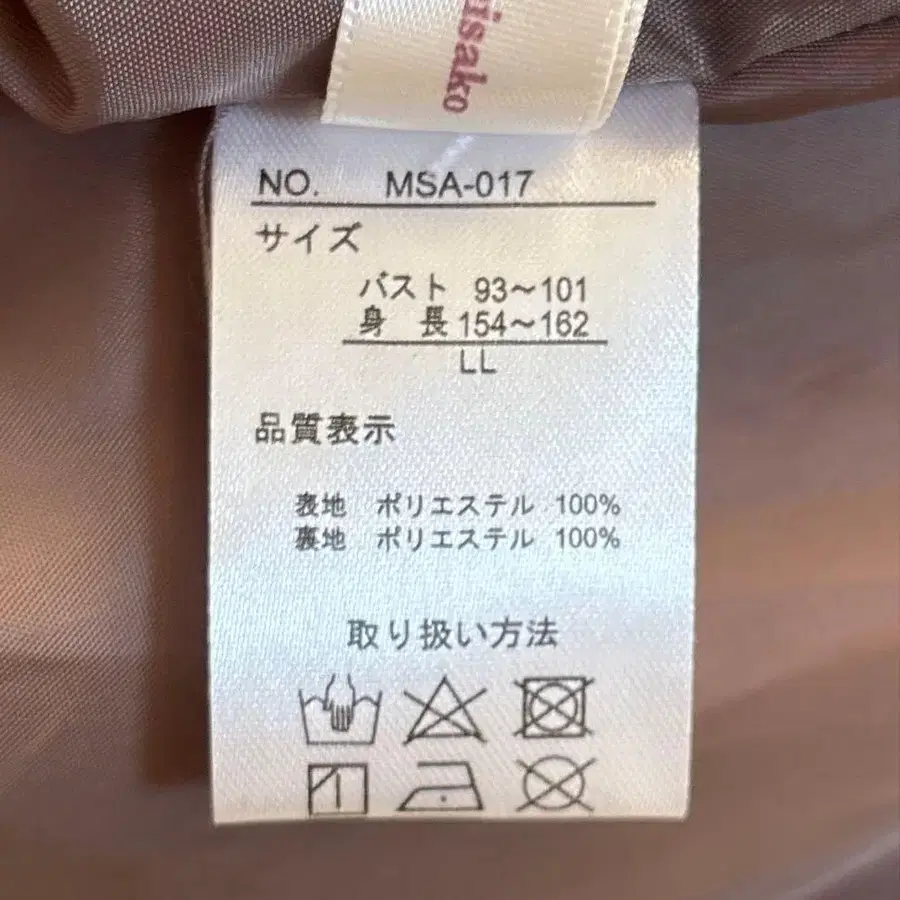 risako
NO. MSA-017
サイズ
バスト 93〜101
身 長 154〜162
LL
品質表示
表地 ポリエステル 100%
裏地 ポリエステル 100%
取り扱い方法